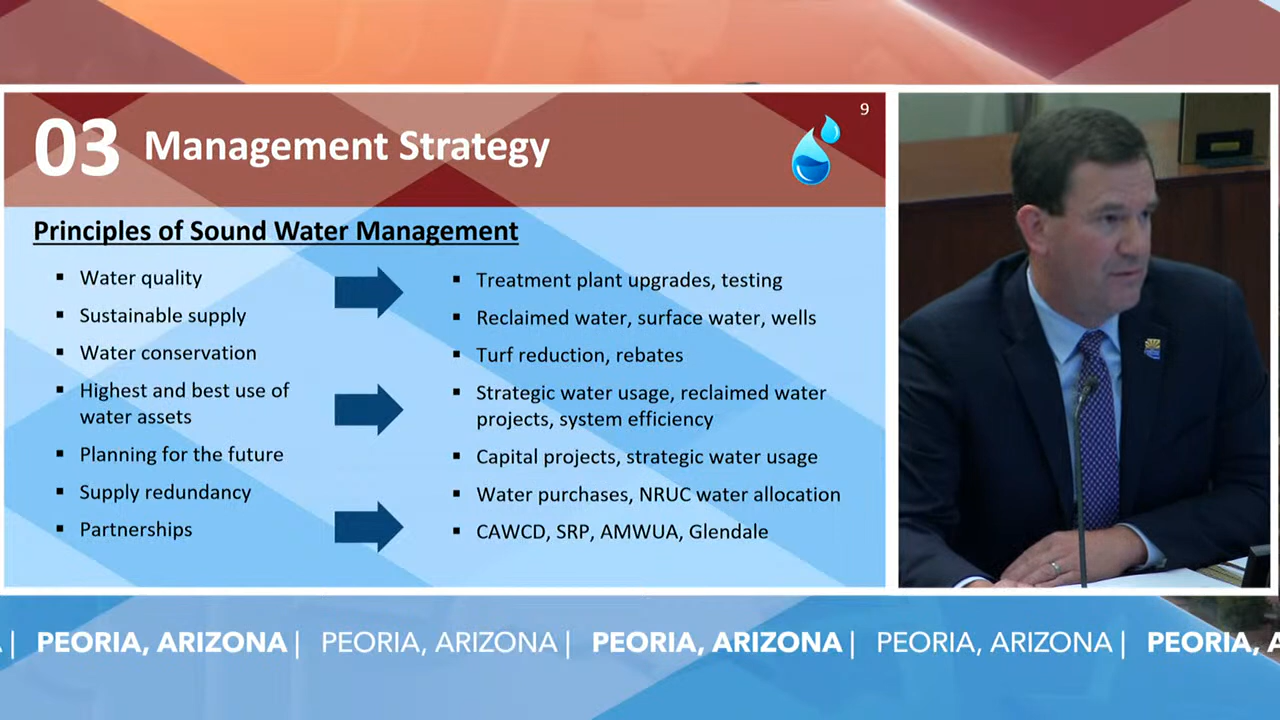 9
03 Management Strategy
Principles of Sound Water Management
▪ Water quality
▪ Sustainable supply
▪ Water conservation
▪ Highest and best use of
water assets
▪ Planning for the future
▪ Supply redundancy
▪ Partnerships
▪ Treatment plant upgrades, testing
▪ Reclaimed water, surface water, wells
▪ Turf reduction, rebates
▪ Strategic water usage, reclaimed water
projects, system efficiency
▪ Capital projects, strategic water usage
▪ Water purchases, NRUC water allocation
▪ CAWCD, SRP, AMWUA, Glendale
| PEORIA, ARIZONA | PEORIA, ARIZONA | PEORIA, ARIZONA | PEORIA, ARIZONA | PEORIA, A